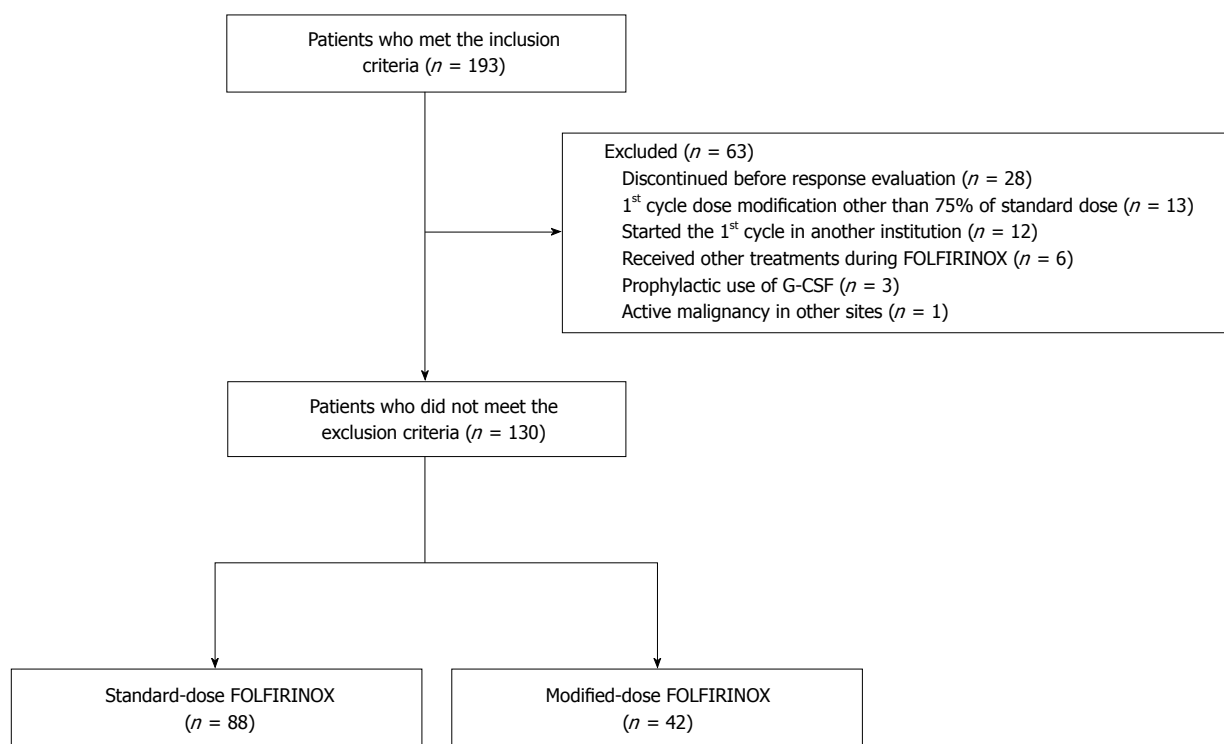 Patients who met the inclusion
criteria (n = 193)
Excluded (n = 63)
Discontinued before response evaluation (n = 28)
1st cycle dose modification other than 75% of standard dose (n = 13)
Started the 1st cycle in another institution (n = 12)
Received other treatments during FOLFIRINOX (n = 6)
Prophylactic use of G-CSF (n = 3)
Active malignancy in other sites (n = 1)
Patients who did not meet the
exclusion criteria (n = 130)
Standard-dose FOLFIRINOX
(n = 88)
Modified-dose FOLFIRINOX
(n = 42)